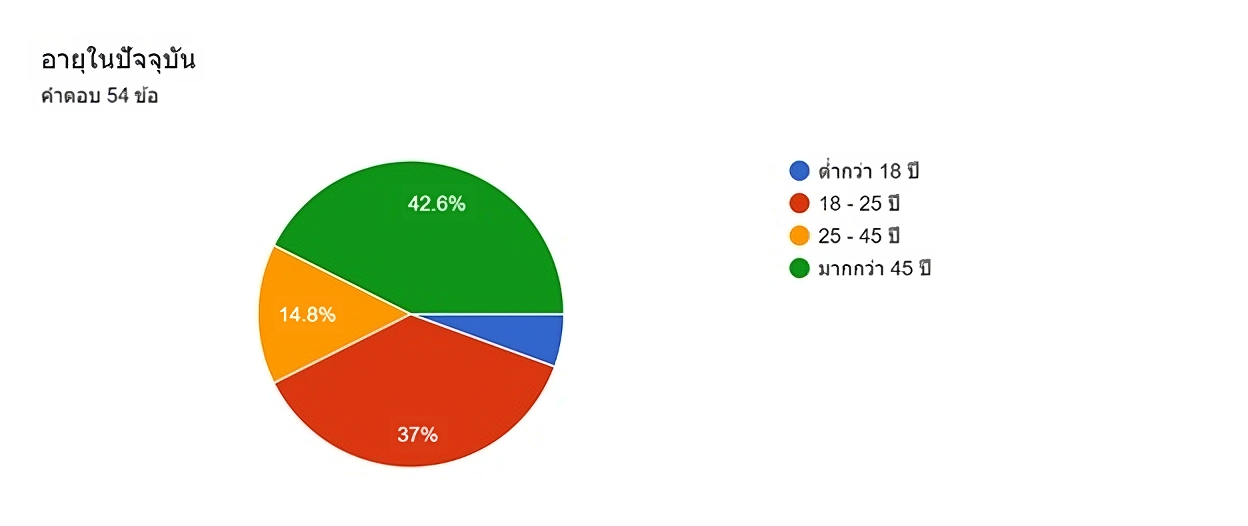 อายุในปัจจุบัน
คำตอบ 54 ข้อ
42.6%
14.8%
37%
ต่ำกว่า 18 ปี
18 - 25 ปี
25 - 45 ปี
มากกว่า 45 ปี